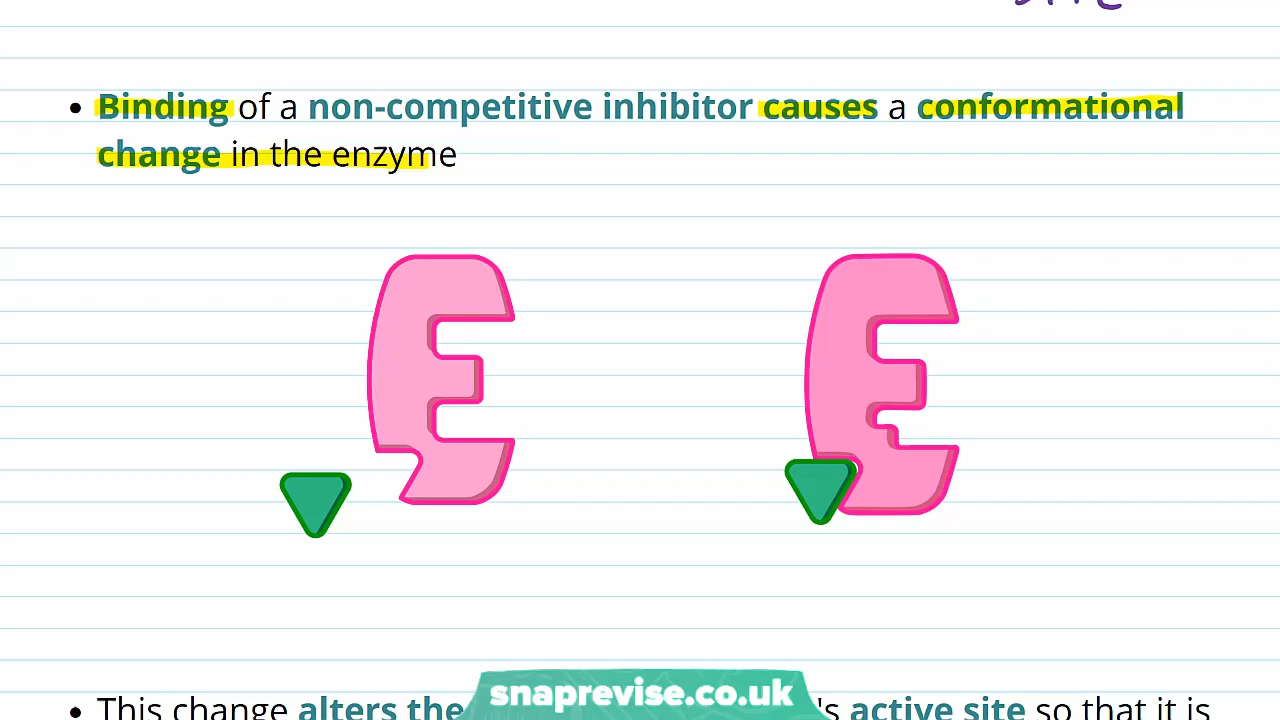 • Binding of a non-competitive inhibitor causes a conformational
change in the enzyme
snaprevise.co.uk
• This change alters the 's active site so that it is